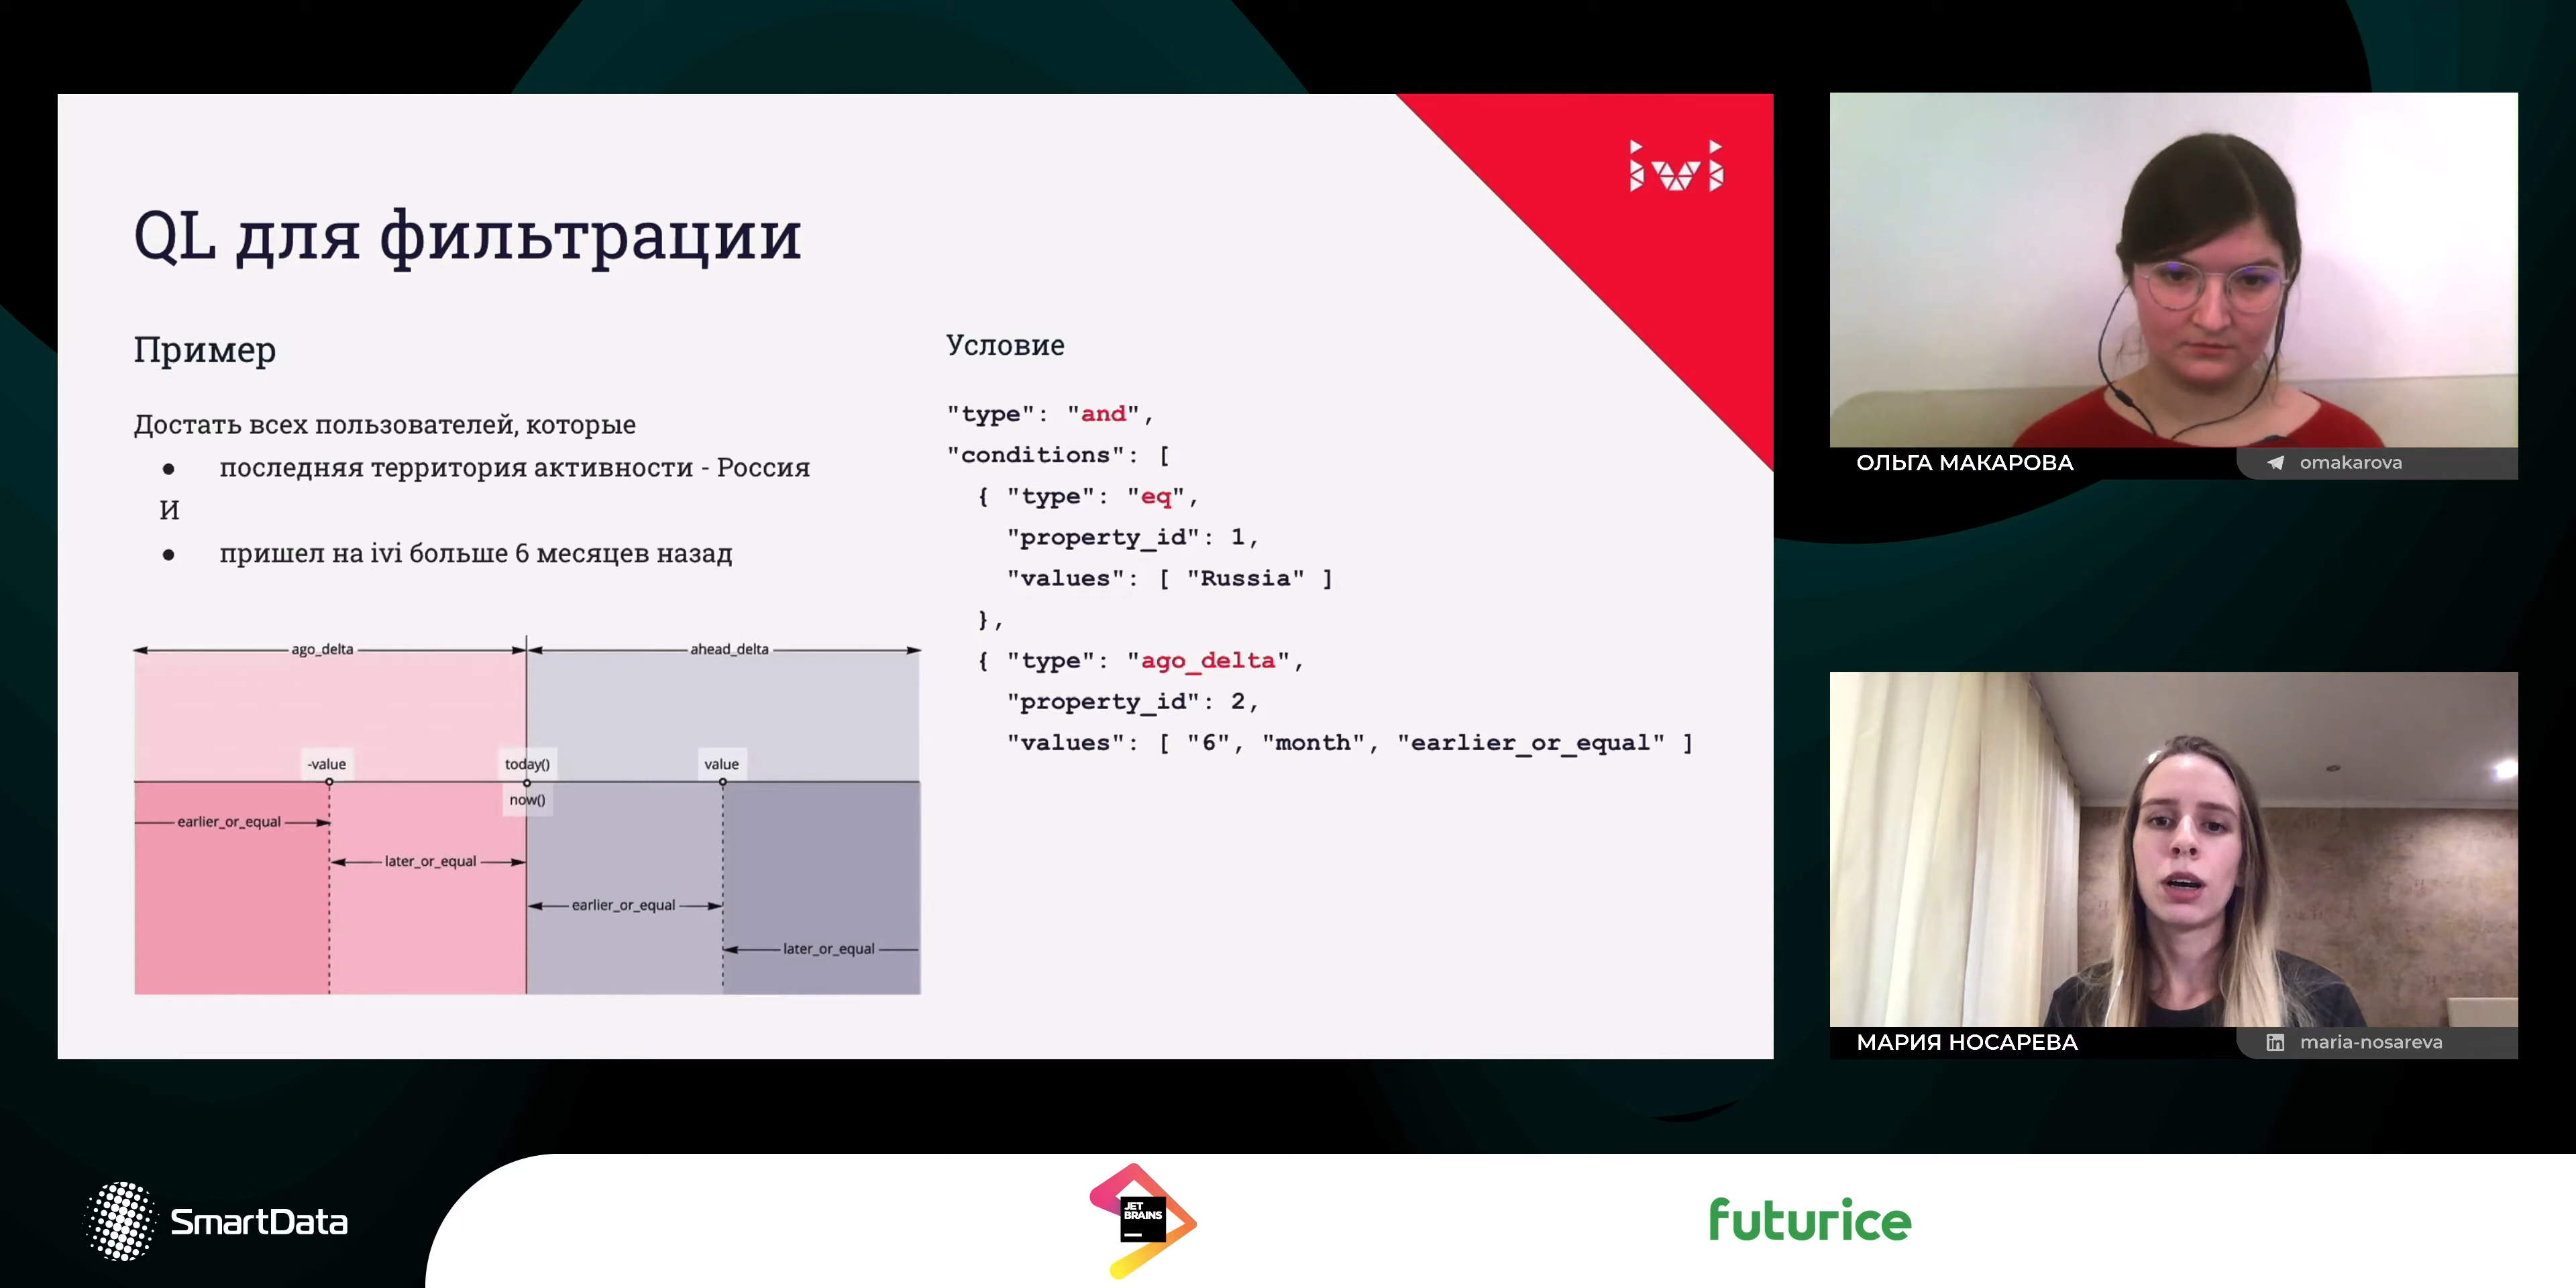 ivi
QL для фильтрации
Пример
Достать всех пользователей, которые
● последняя территория активности - Россия
И
● пришел на ivi больше 6 месяцев назад
ago_delta
ahead_delta
-value
today()
value
now()
earlier_or_equal
later_or_equal
earlier_or_equal
later_or_equal
Условие
"type": "and",
"conditions": [
{ "type": "eq",
"property_id": 1,
"values": [ "Russia" ]
},
{ "type": "ago_delta",
"property_id": 2,
"values": [ "6", "month", "earlier_or_equal" ]
ОЛЬГА МАКАРОВА
omakarova
МАРИЯ НОСАРЕВА
in
maria-nosareva
SmartData
JET
BRAINS
futurice